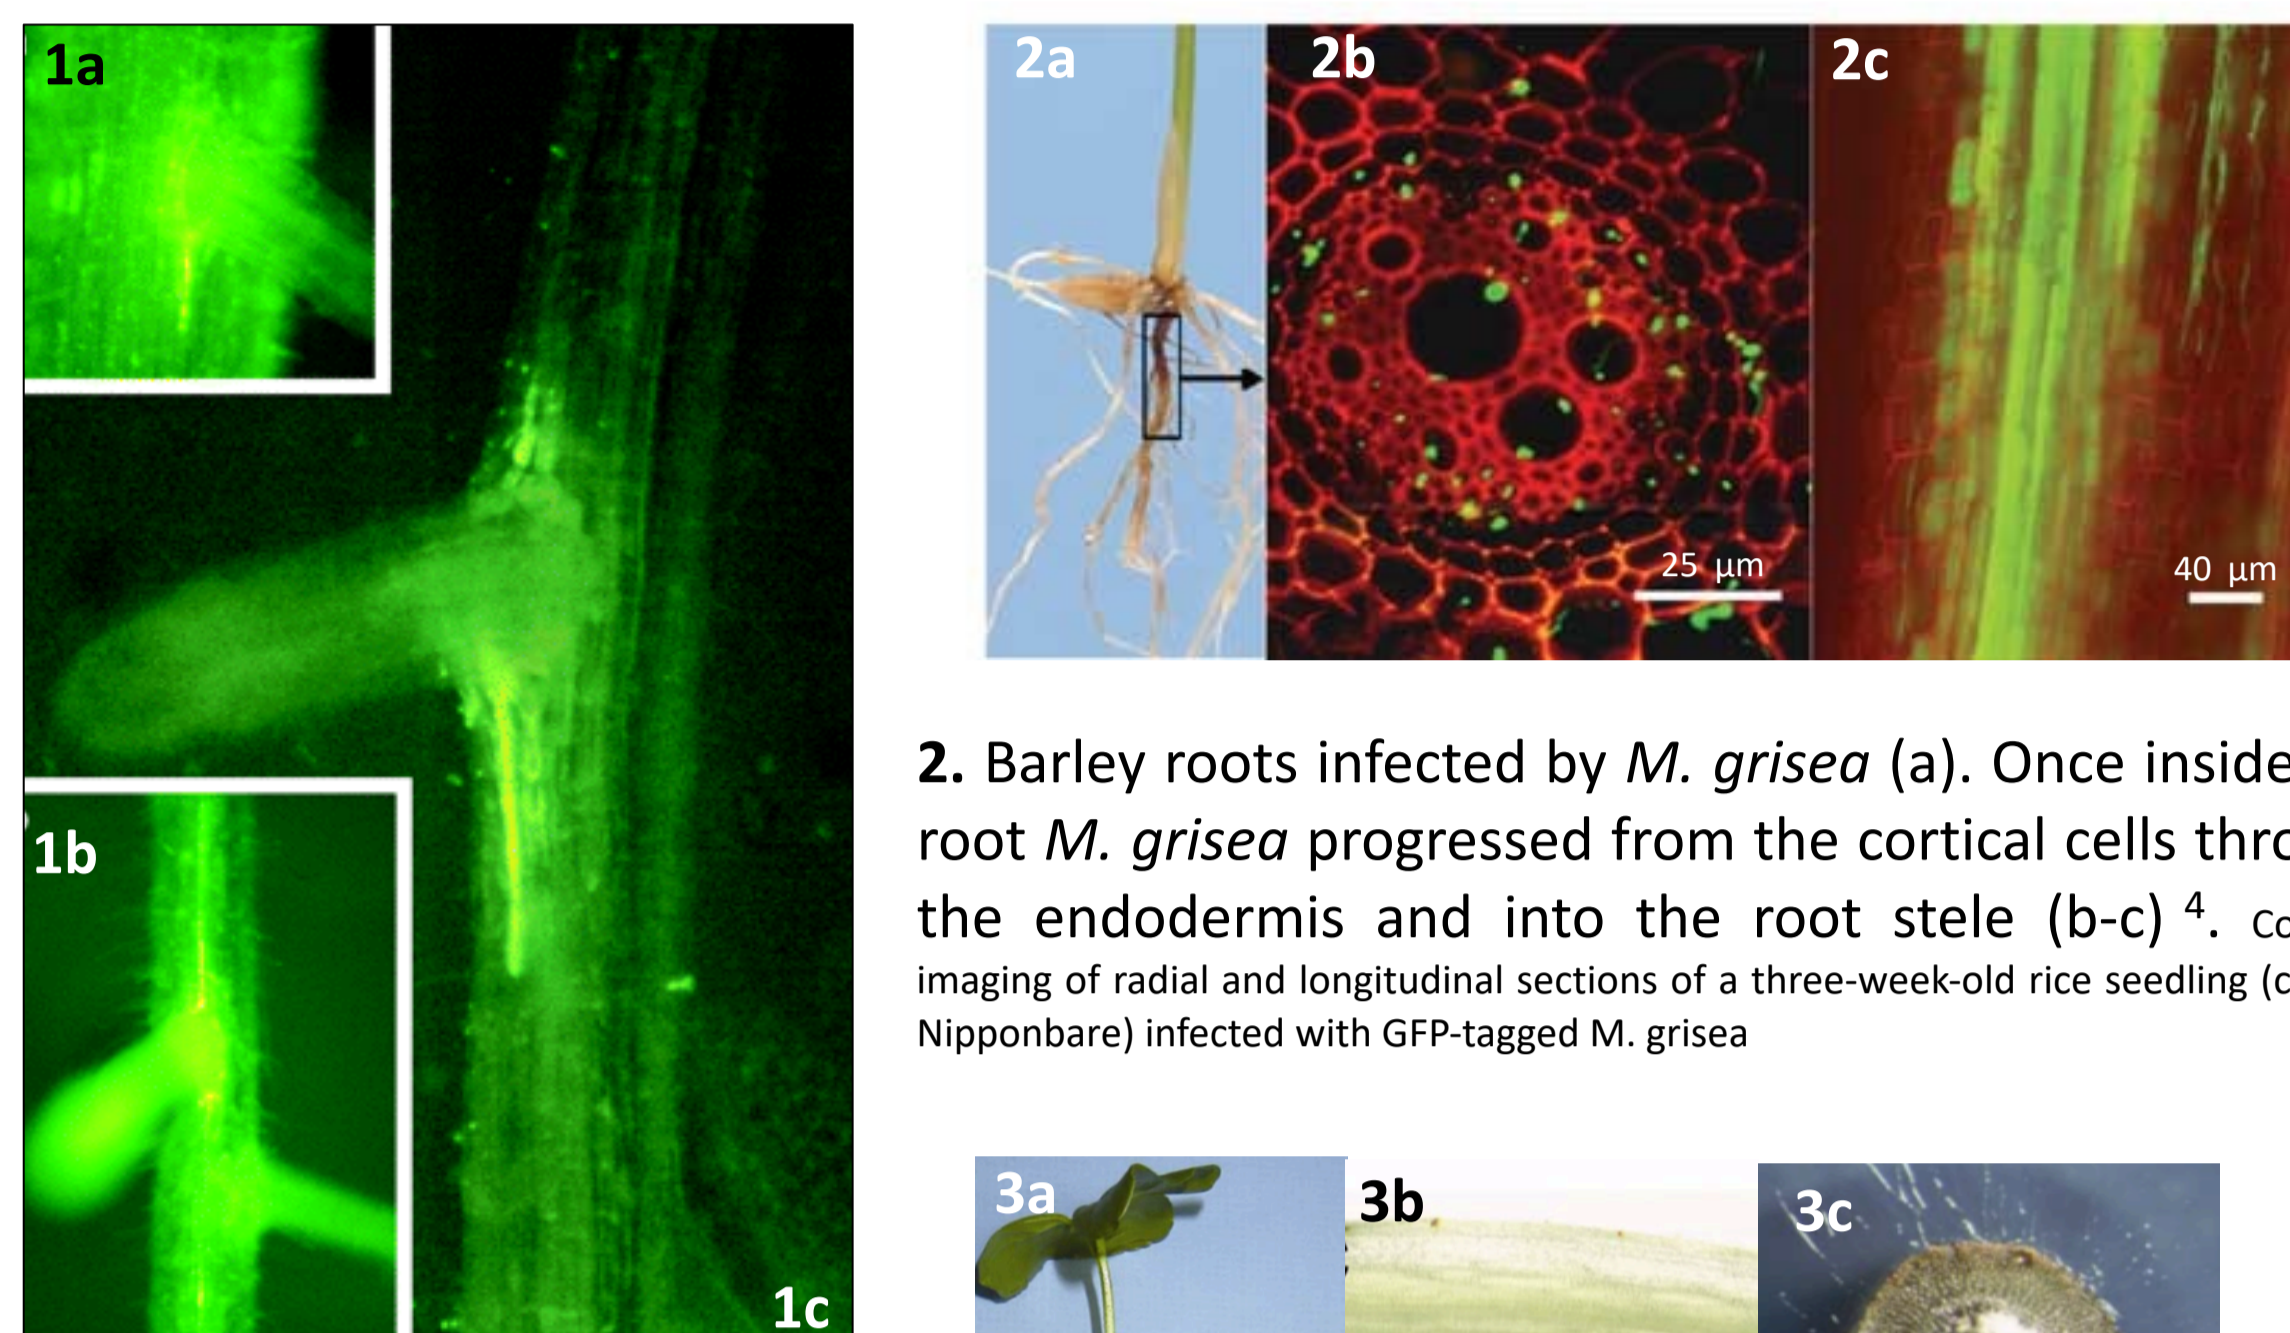 1a
1b
1c
2a
2b
2c
25 µm
40 µm
2. Barley roots infected by M. grisea (a). Once inside
root M. grisea progressed from the cortical cells
the endodermis and into the root stele (b-c) 4.
imaging of radial and longitudinal sections of a three-week-old rice seedling
Nipponbare) infected with GFP-tagged M. grisea
3a
3b
3c